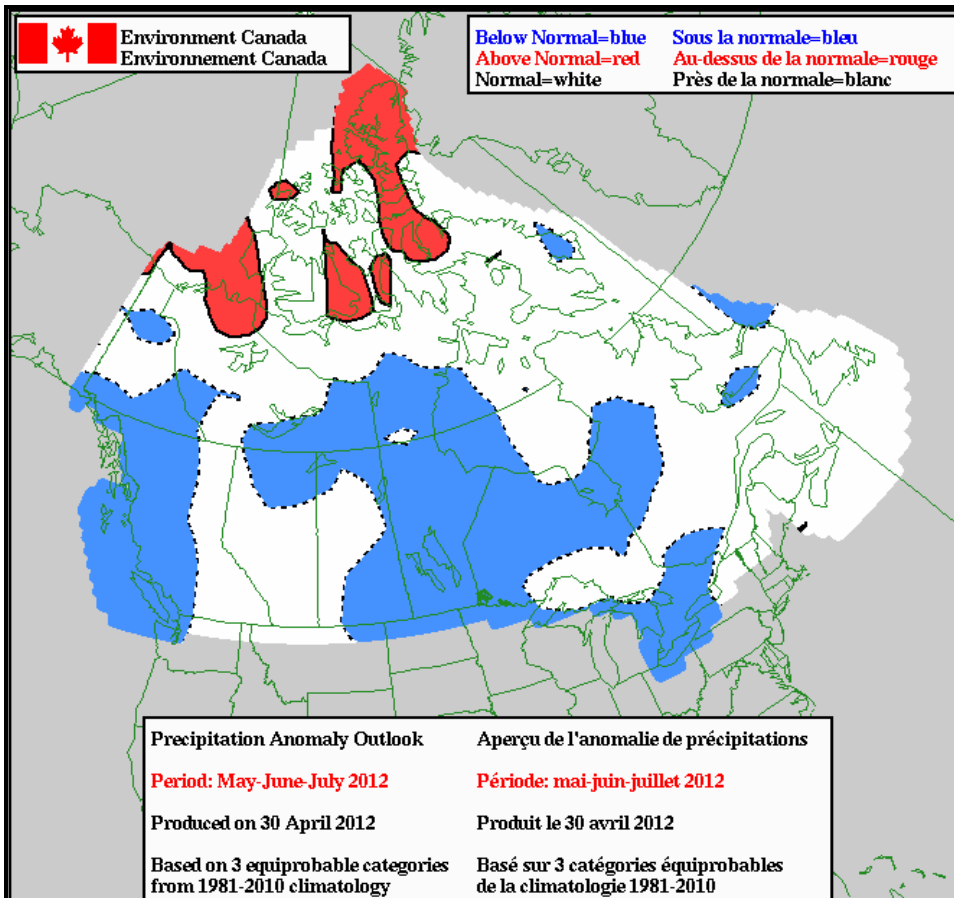 Environment Canada
Environnement Canada
Below Normal=blue
Above Normal=red
Normal=white
Sous la normale=bleu
Au-dessus de la normale=rouge
Près de la normale=blanc
Precipitation Anomaly Outlook
Period: May-June-July 2012
Produced on 30 April 2012
Based on 3 equiprobable categories
from 1981-2010 climatology
Aperçu de l'anomalie de précipitations
Période: mai-juin-juillet 2012
Produit le 30 avril 2012
Basé sur 3 catégories équiprobables
de la climatologie 1981-2010